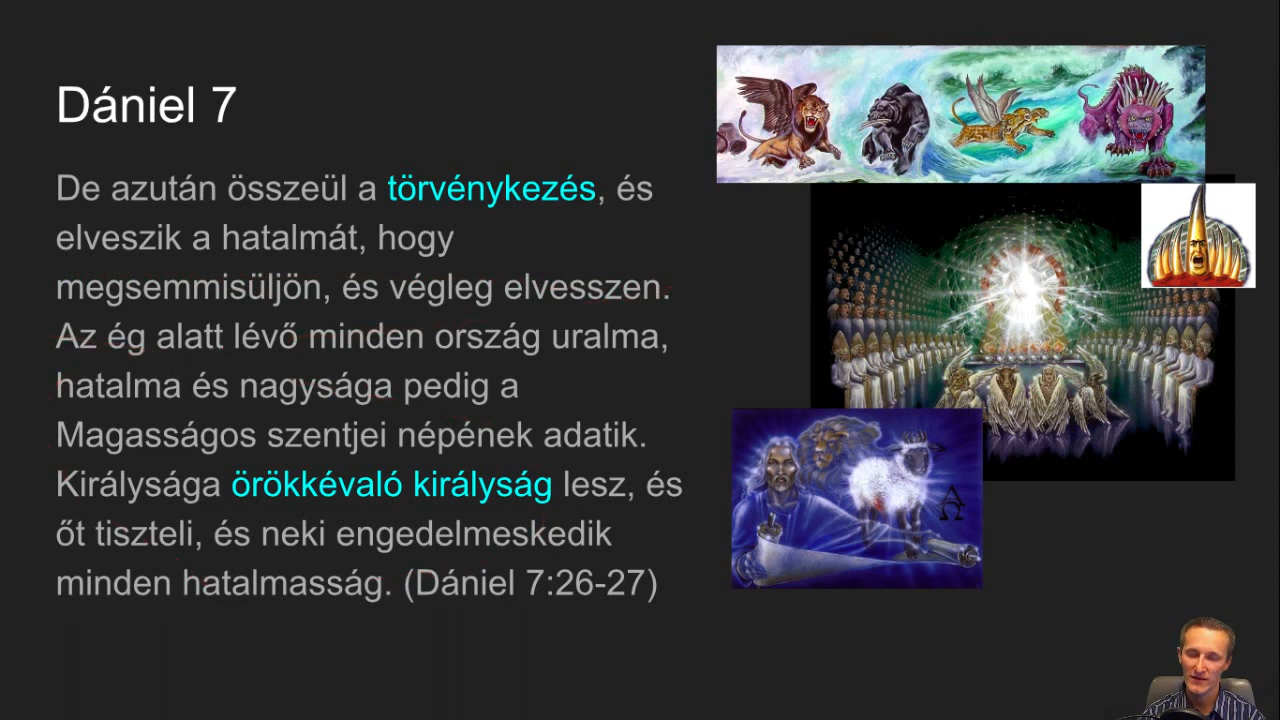 Dániel 7
De azután összeül a törvénykezés, és
elveszik a hatalmát, hogy
megsemmisüljön, és végleg elvesszen.
Az ég alatt lévő minden ország uralma,
hatalma és nagysága pedig a
Magasságos szentjei népének adatik.
Királysága örökkévaló királyság lesz, és
őt tiszteli, és neki engedelmeskedik
minden hatalmasság. (Dániel 7:26-27)
Α
Ω